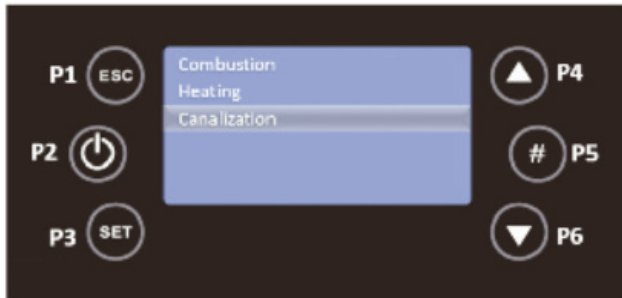 P1 ESC
Combustion
Heating
Canalization
P4
P2
# P5
P3 SET
P6